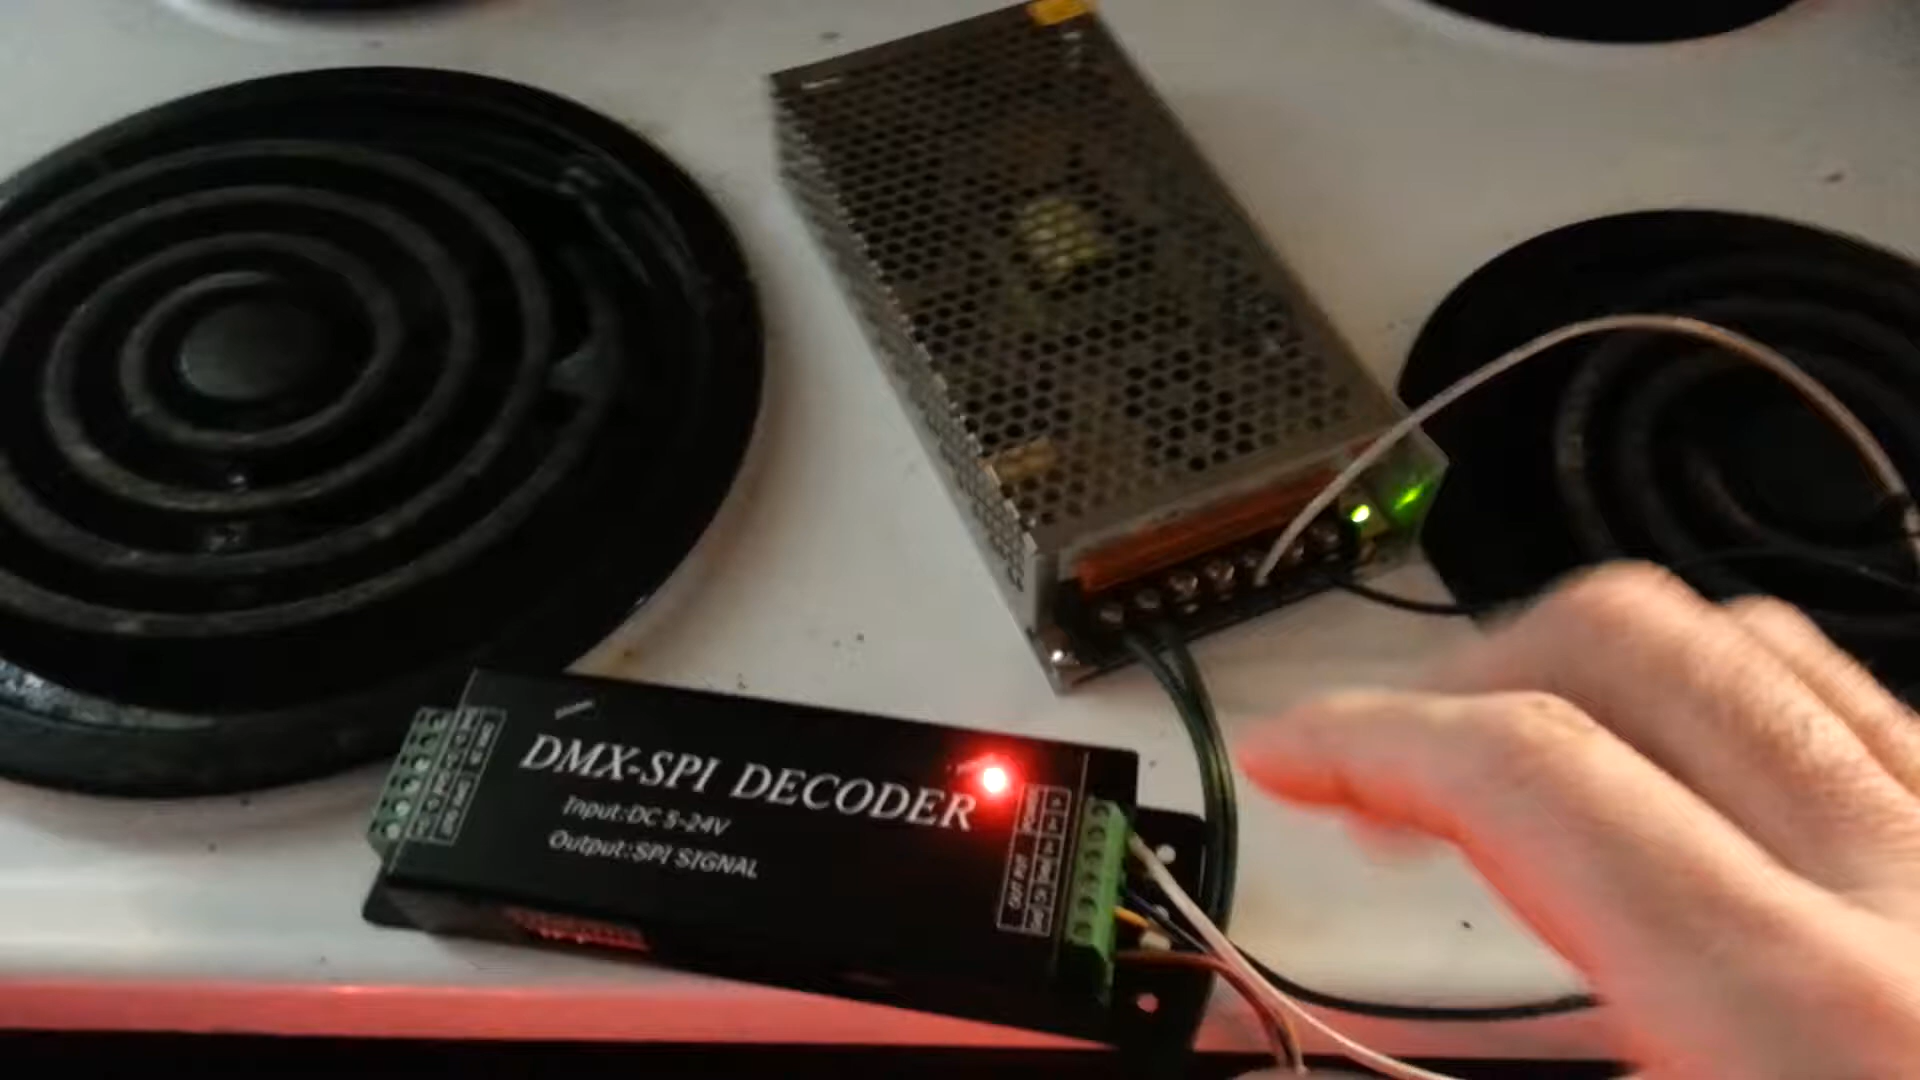 DMX-SPI DECODER
Input:DC 5-24V
Output:SPI SIGNAL